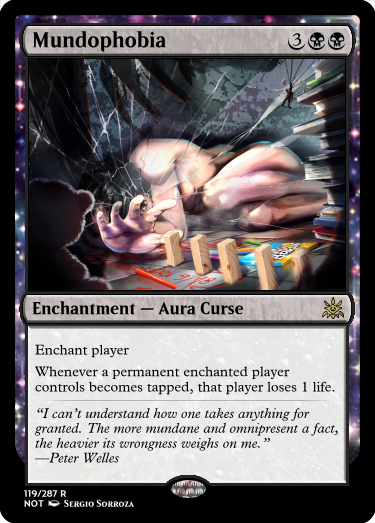 Mundophobia 3
Enchantment — Aura Curse
Enchant player
Whenever a permanent enchanted player
controls becomes tapped, that player loses 1 life.
“I can't understand how one takes anything for
granted. The more mundane and omnipresent a fact,
the heavier its wrongness weighs on me.”
—Peter Welles
119/287 R
NOT Sergio Sorroza